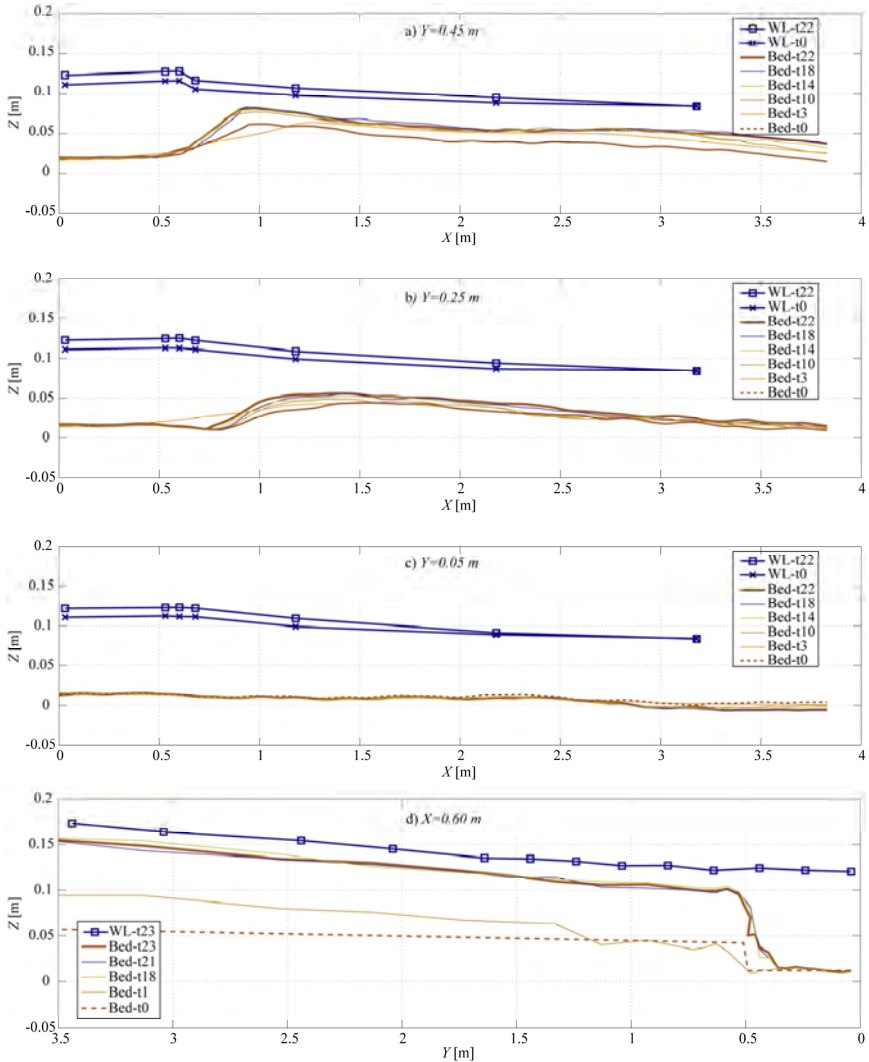 0.2
0.15
0.1
0.05
0
-0.05
Z [m]
a) Y=0.45 m
WL-t22
WL-t0
Bed-t22
Bed-t18
Bed-t14
Bed-t10
Bed-t3
Bed-t0
0 0.5 1 1.5 2 2.5 3 3.5 4
X [m]
0.2
0.15
0.1
0.05
0
-0.05
Z [m]
b) Y=0.25 m
WL-t22
WL-t0
Bed-t22
Bed-t18
Bed-t14
Bed-t10
Bed-t3
Bed-t0
0 0.5 1 1.5 2 2.5 3 3.5 4
X [m]
0.2
0.15
0.1
0.05
0
-0.05
Z [m]
c) Y=0.05 m
WL-t22
WL-t0
Bed-t22
Bed-t18
Bed-t14
Bed-t10
Bed-t3
Bed-t0
0 0.5 1 1.5 2 2.5 3 3.5 4
X [m]
0.2
0.15
0.1
0.05
0
-0.05
Z [m]
d) X=0.60 m
WL-t23
Bed-t23
Bed-t21
Bed-t18
Bed-t1
Bed-t0
3.5 3 2.5 2 1.5 1 0.5 0
Y [m]